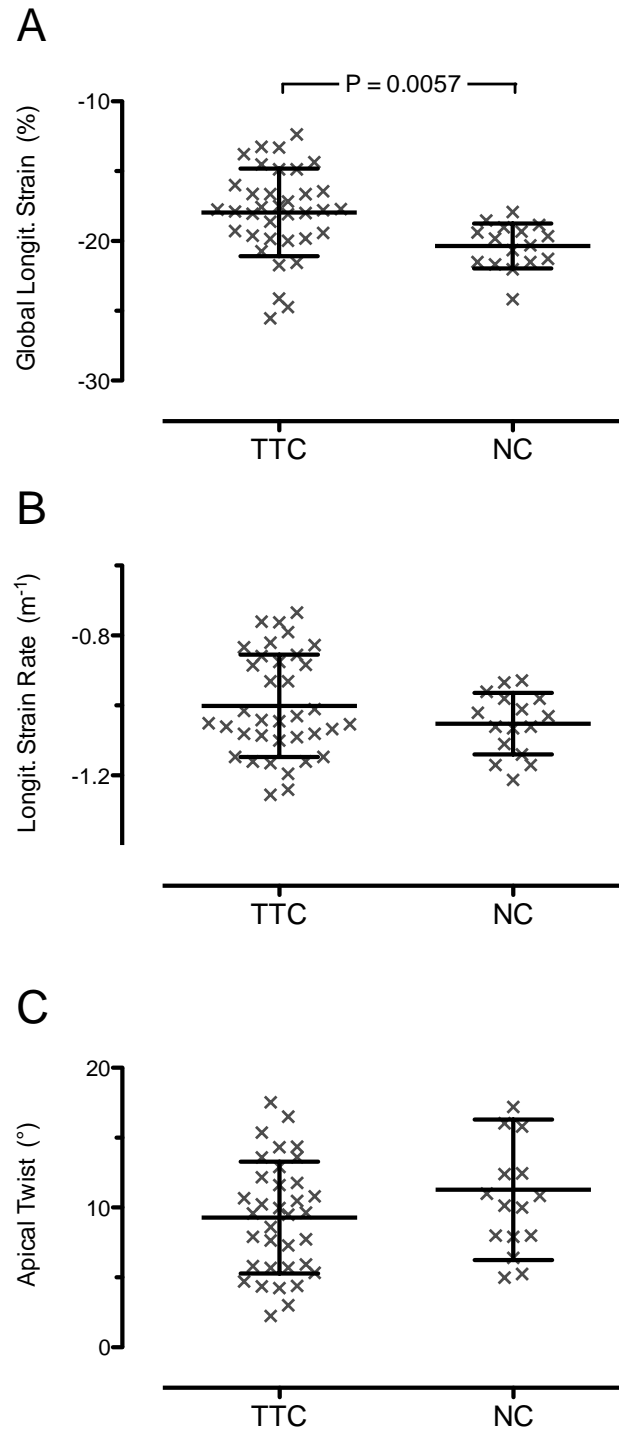 A
P = 0.0057
Global Longit. Strain (%)
-10
-20
-30
TTC NC
B
Longit. Strain Rate (m⁻¹)
-0.8
-1.2
TTC NC
C
Apical Twist (°)
20
10
0
TTC NC